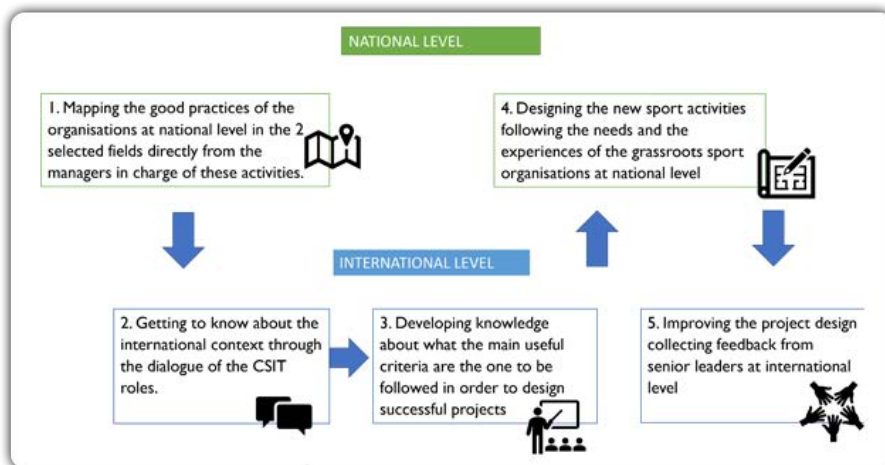 NATIONAL LEVEL
1. Mapping the good practices of the
organisations at national level in the 2
selected fields directly from the
managers in charge of these activities.
4. Designing the new sport activities
following the needs and the
experiences of the grassroots sport
organisations at national level
INTERNATIONAL LEVEL
2. Getting to know about the
international context through
the dialogue of the CSIT
roles.
3. Developing knowledge
about what the main useful
criteria are the one to be
followed in order to design
successful projects
5. Improving the project design
collecting feedback from
senior leaders at international
level